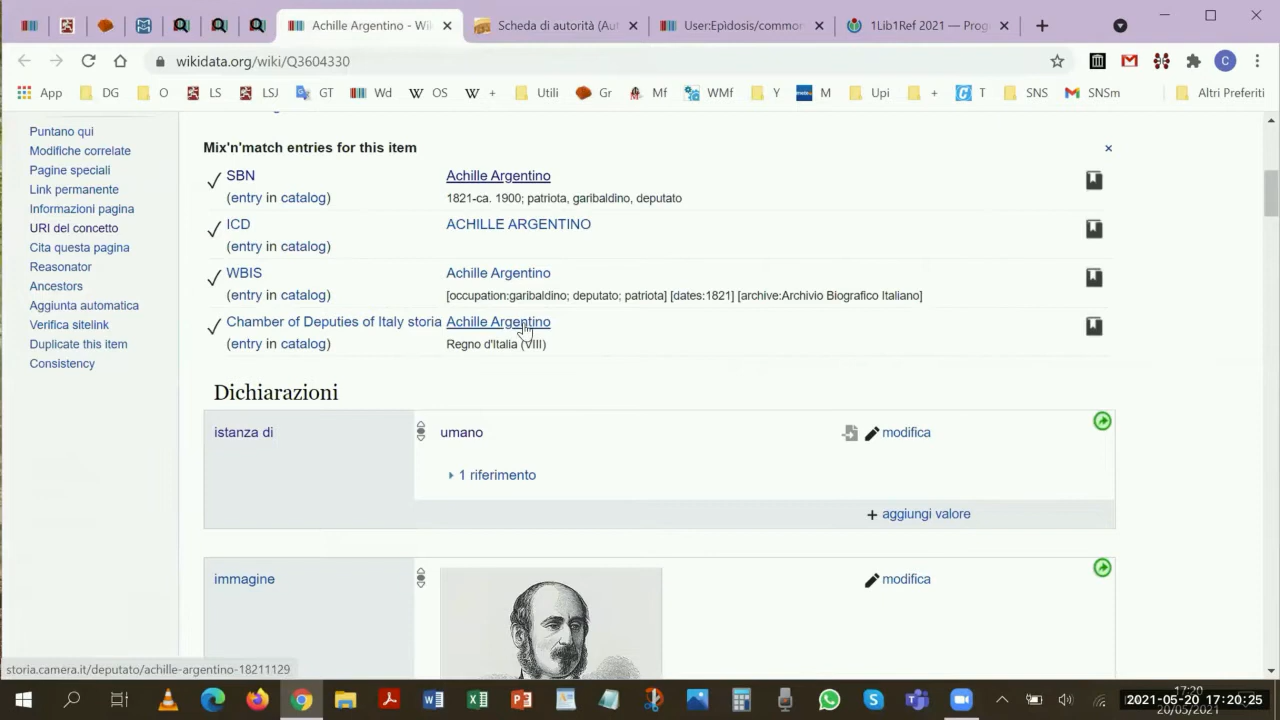 Achille Argentino - Wi
Scheda di autorità (Aut
User:Epidosis/common
1Lib1Ref 2021 — Prog
wikidata.org/wiki/Q3604330
C
App
DG
O
LS
LSJ
GT
Wd
OS
+
Utili
Gr
Mf
WMf
Y
M
Upi
+
T
SNS
SNSm
Altri Preferiti
Puntano qui
Modifiche correlate
Pagine speciali
Link permanente
Informazioni pagina
URI del concetto
Cita questa pagina
Reasonator
Ancestors
Aggiunta automatica
Verifica sitelink
Duplicate this item
Consistency
Mix'n'match entries for this item
SBN
Achille Argentino
(entry in catalog)
1821-ca. 1900; patriota, garibaldino, deputato
ICD
ACHILLE ARGENTINO
(entry in catalog)
WBIS
Achille Argentino
(entry in catalog)
[occupation:garibaldino; deputato; patriota] [dates:1821] [archive:Archivio Biografico Italiano]
Chamber of Deputies of Italy storia
Achille Argentino
(entry in catalog)
Regno d'Italia (VIII)
Dichiarazioni
istanza di
umano
modifica
1 riferimento
+ aggiungi valore
immagine
modifica
storia.camera.it/deputato/achille-argentino-18211129
17:20
20/05/2021
2021-05-20 17:20:25